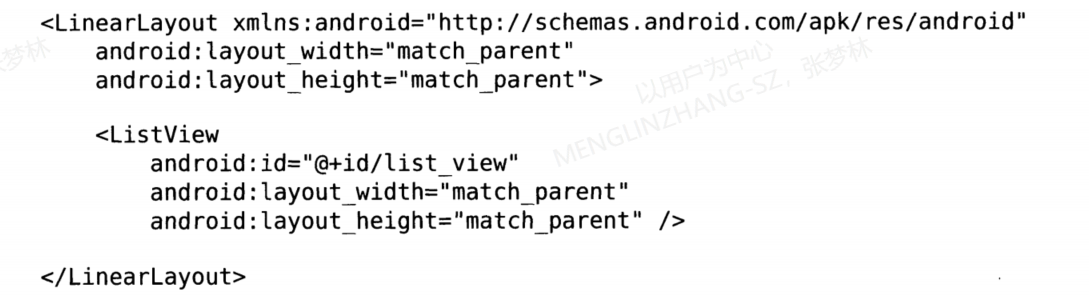 <LinearLayout xmlns:android="http://schemas.android.com/apk/res/android"
    android:layout_width="match_parent"
    android:layout_height="match_parent">

    <ListView
        android:id="@+id/list_view"
        android:layout_width="match_parent"
        android:layout_height="match_parent" />

</LinearLayout>
张梦林
以用户为中心
MENGLINZHANG-SZ, 张梦林